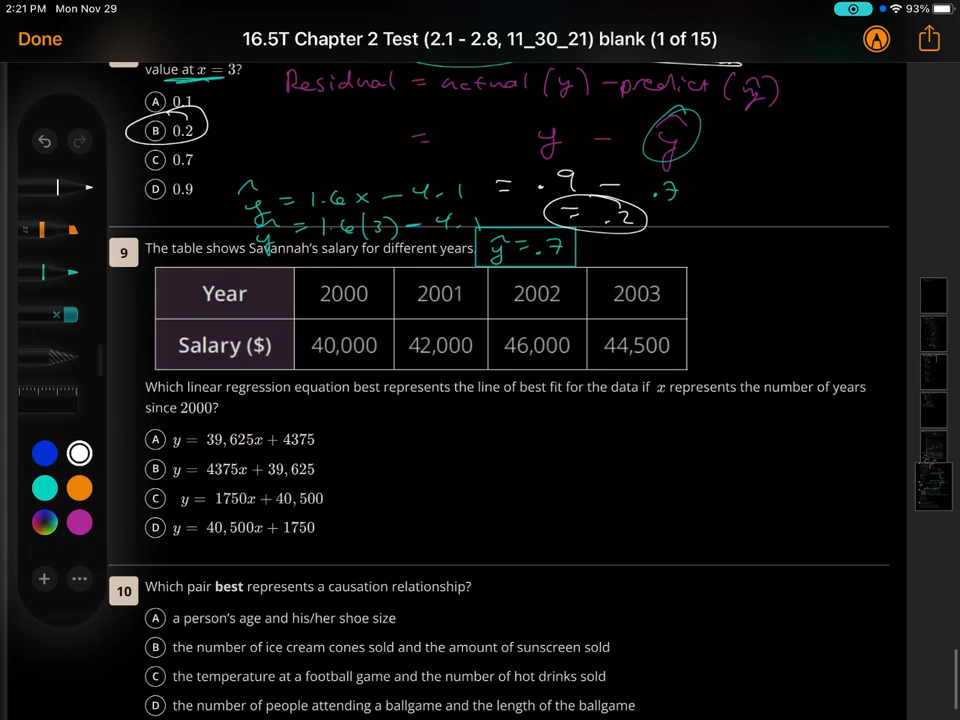 2:21 PM Mon Nov 29
93%
Done
16.5T Chapter 2 Test (2.1 - 2.8, 11_30_21) blank (1 of 15)
value at x = 3?
Residual = actual (y) - predict (ŷ)
A 0.1
B 0.2
= y - ŷ
C 0.7
D 0.9
= .9 - .7
ŷ = 1.6x - 4.1
= .2
ŷ = 1.6(3) - 4.1
9 The table shows Savannah's salary for different years.
ŷ = .7
Year 2000 2001 2002 2003
Salary ($) 40,000 42,000 46,000 44,500
Which linear regression equation best represents the line of best fit for the data if x represents the number of years
since 2000?
A y = 39,625x + 4375
B y = 4375x + 39,625
C y = 1750x + 40,500
D y = 40,500x + 1750
10 Which pair best represents a causation relationship?
A a person's age and his/her shoe size
B the number of ice cream cones sold and the amount of sunscreen sold
C the temperature at a football game and the number of hot drinks sold
D the number of people attending a ballgame and the length of the ballgame